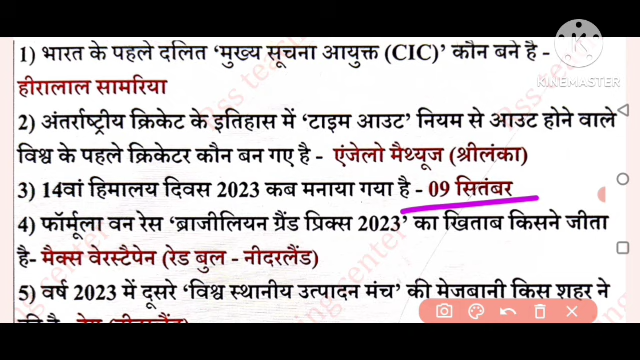 KINEMASTER
1) भारत के पहले दलित ‘मुख्य सूचना आयुक्त (CIC)’ कौन बने है -
हीरालाल सामरिया
2) अंतर्राष्ट्रीय क्रिकेट के इतिहास में ‘टाइम आउट’ नियम से आउट होने वाले
विश्व के पहले क्रिकेटर कौन बन गए है - एंजेलो मैथ्यूज (श्रीलंका)
3) 14वां हिमालय दिवस 2023 कब मनाया गया है - 09 सितंबर
4) फॉर्मूला वन रेस ‘ब्राजीलियन ग्रैंड प्रिक्स 2023’ का खिताब किसने जीता
है- मैक्स वेरस्टैपेन (रेड बुल - नीदरलैंड)
5) वर्ष 2023 में दूसरे ‘विश्व स्थानीय उत्पादन मंच’ की मेजबानी किस शहर ने